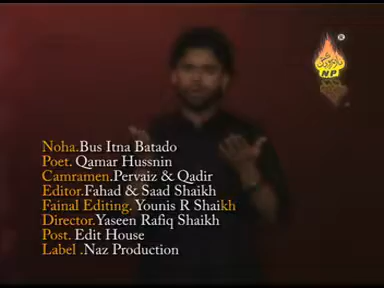 NP
Noha.Bus Itna Batado
Poet. Qamar Hussnin
Camramen.Pervaiz & Qadir
Editor.Fahad & Saad Shaikh
Fainal Editing. Younis R Shaikh
Director.Yaseen Rafiq Shaikh
Post. Edit House
Label .Naz Production